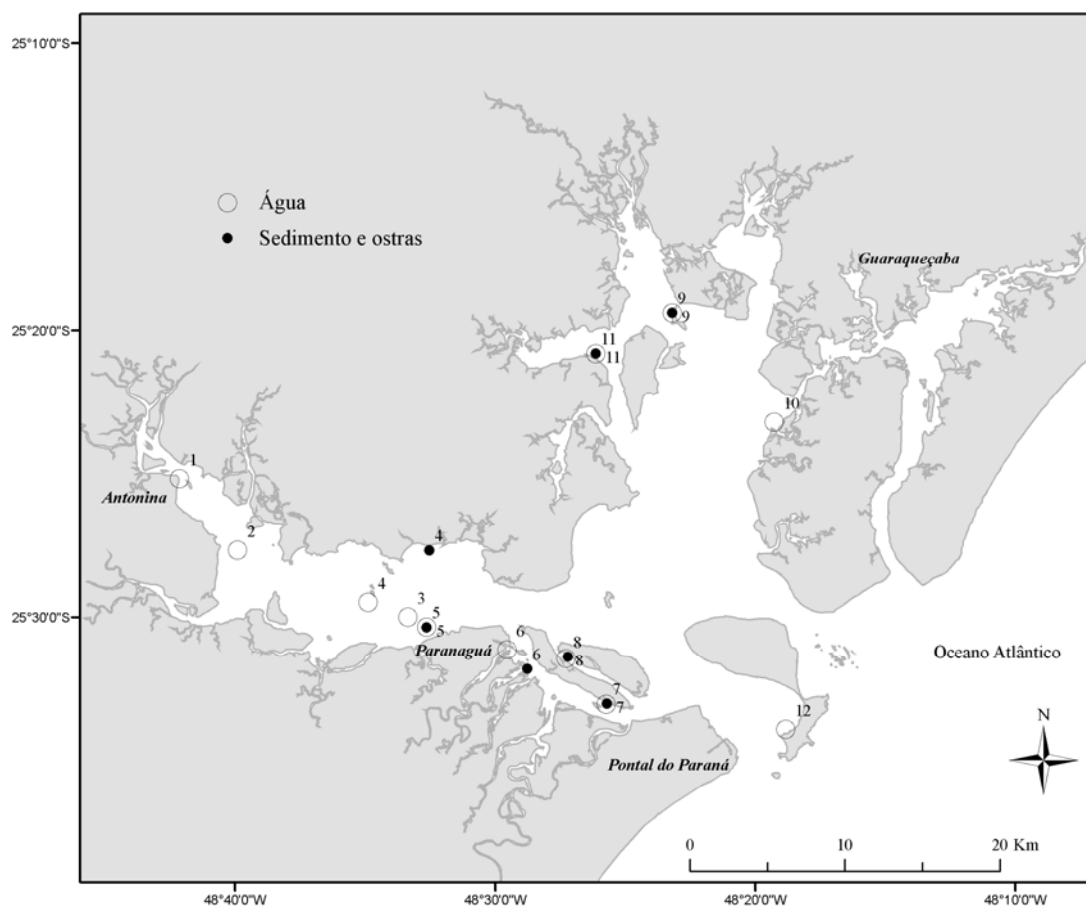 25°10'0"S
Água
Sedimento e ostras
Guaraqueçaba
9
9
25°20'0"S
11
11
10
1
Antonina
2
4
4
3
5
5
25°30'0"S
6
Paranaguá
6
8
8
7
7
Oceano Atlântico
12
N
Pontal do Paraná
0 10 20 Km
48°40'0"W 48°30'0"W 48°20'0"W 48°10'0"W